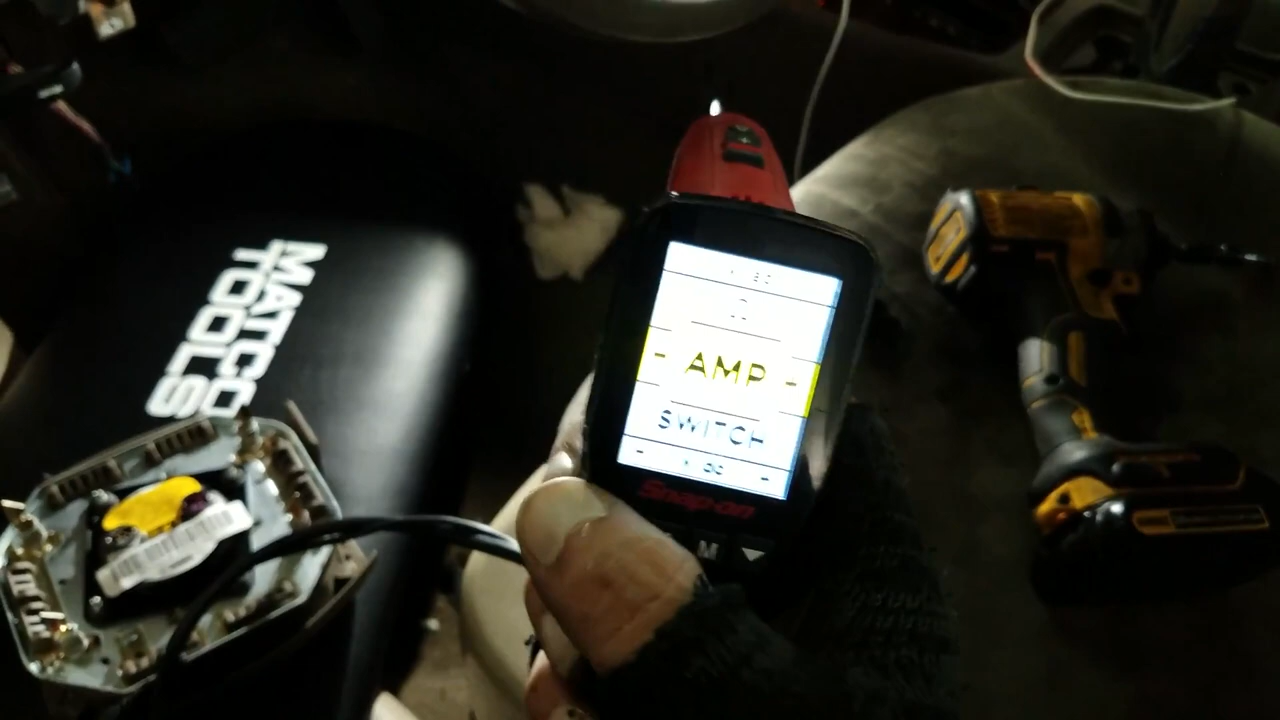 MATCO
TOOLS
Ω
- AMP -
SWITCH
Snap-on
M